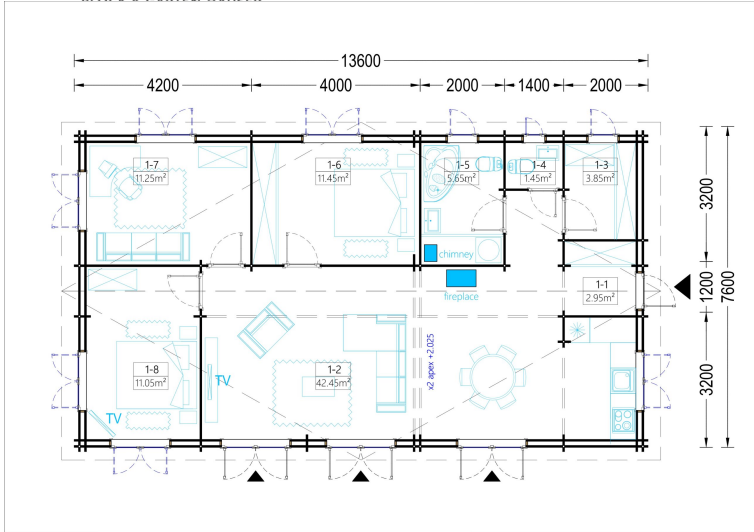 13600
4200
4000
2000
1400
2000
1-7
11.25m²
1-6
11.45m²
1-5
5.65m²
1-4
1.45m²
1-3
3.85m²
3200
chimney
fireplace
1-1
2.95m²
1200
7600
x2 apex +2.025
1-8
11.05m²
TV
TV
1-2
42.45m²
3200